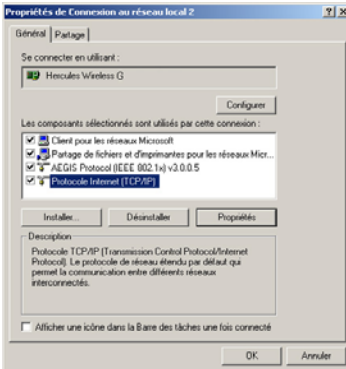 Propriétés de Connexion au réseau local 2
Général
Partage
Se connecter en utilisant :
Hercules Wireless G
Configurer
Les composants sélectionnés sont utilisés par cette connexion :
Client pour les réseaux Microsoft
Partage de fichiers et d'imprimantes pour les réseaux Micr...
AEGIS Protocol (IEEE 802.1x) v3.0.0.5
Protocole Internet (TCP/IP)
Installer...
Désinstaller
Propriétés
Description
Protocole TCP/IP (Transmission Control Protocol/Internet
Protocol). Le protocole de réseau étendu par défaut qui
permet la communication entre différents réseaux
interconnectés.
Afficher une icône dans la Barre des tâches une fois connecté
OK
Annuler